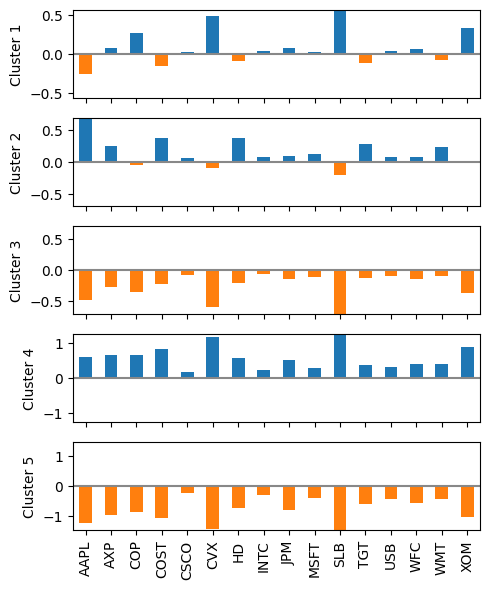 Cluster 1
0.5
0.0
−0.5
Cluster 2
0.5
0.0
−0.5
Cluster 3
0.5
0.0
−0.5
Cluster 4
1
0
−1
Cluster 5
1
0
−1
AAPL AXP COP COST CSCO CVX HD INTC JPM MSFT SLB TGT USB WFC WMT XOM